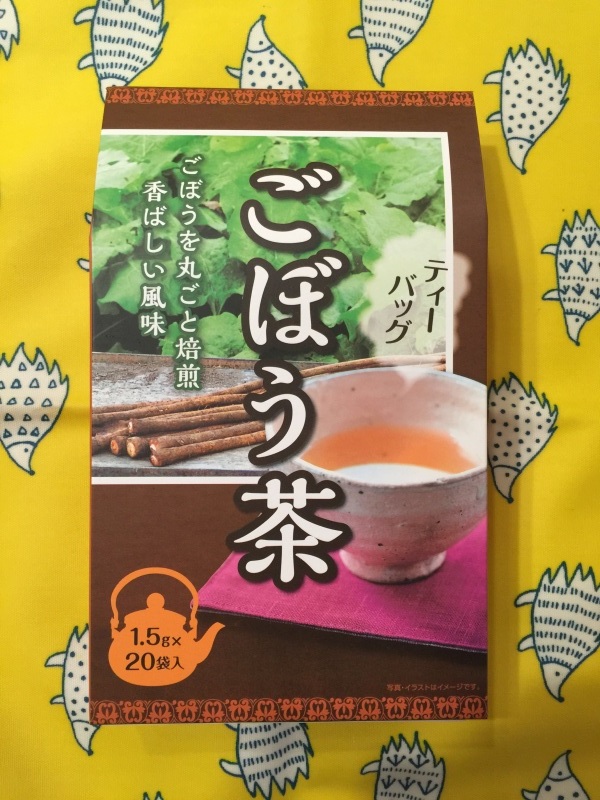 ごぼう茶
ティー
バッグ
ごぼうを丸ごと焙煎
香ばしい風味
1.5g×
20袋入
写真・イラストはイメージです。